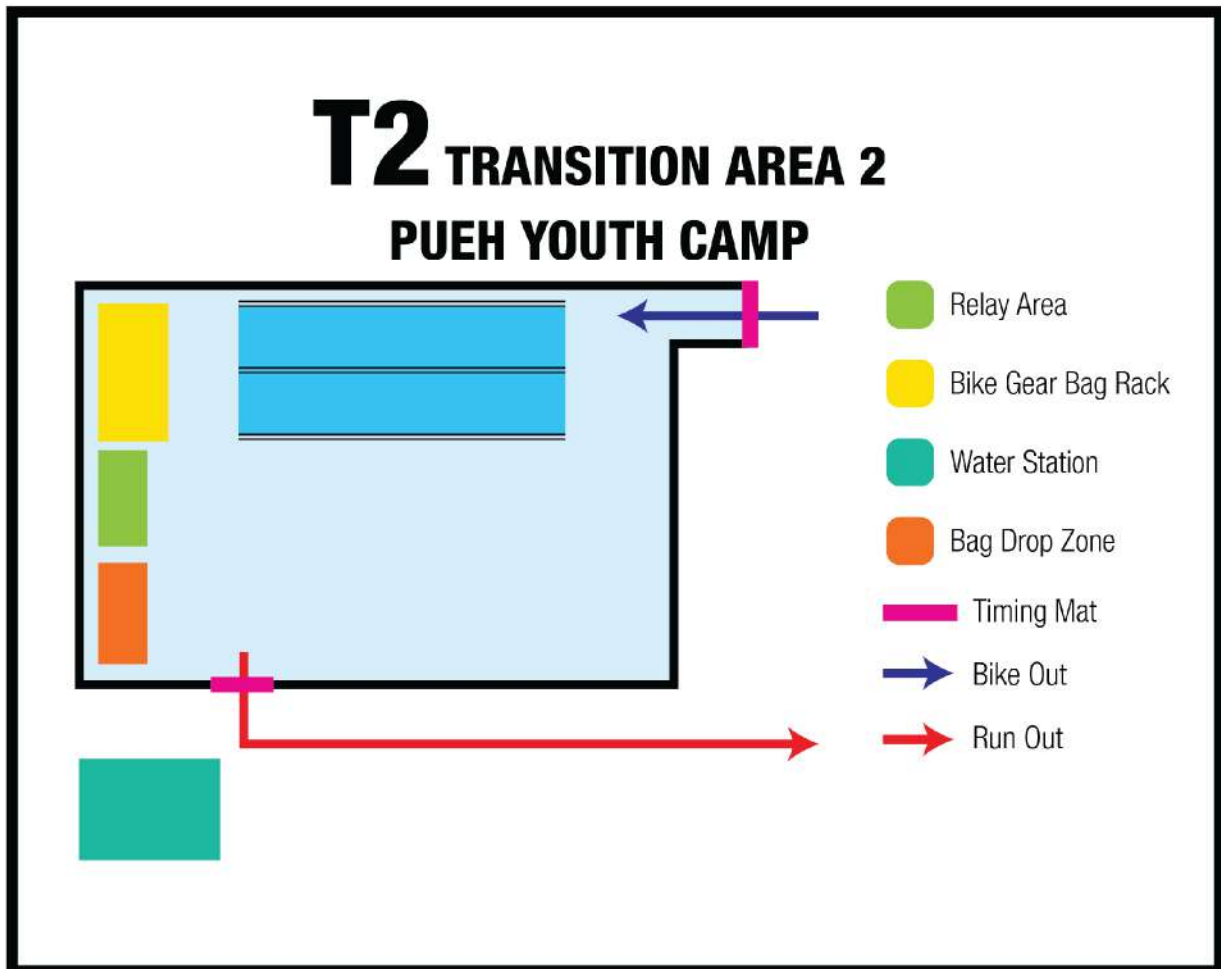 T2 TRANSITION AREA 2
PUEH YOUTH CAMP
Relay Area
Bike Gear Bag Rack
Water Station
Bag Drop Zone
Timing Mat
Bike Out
Run Out